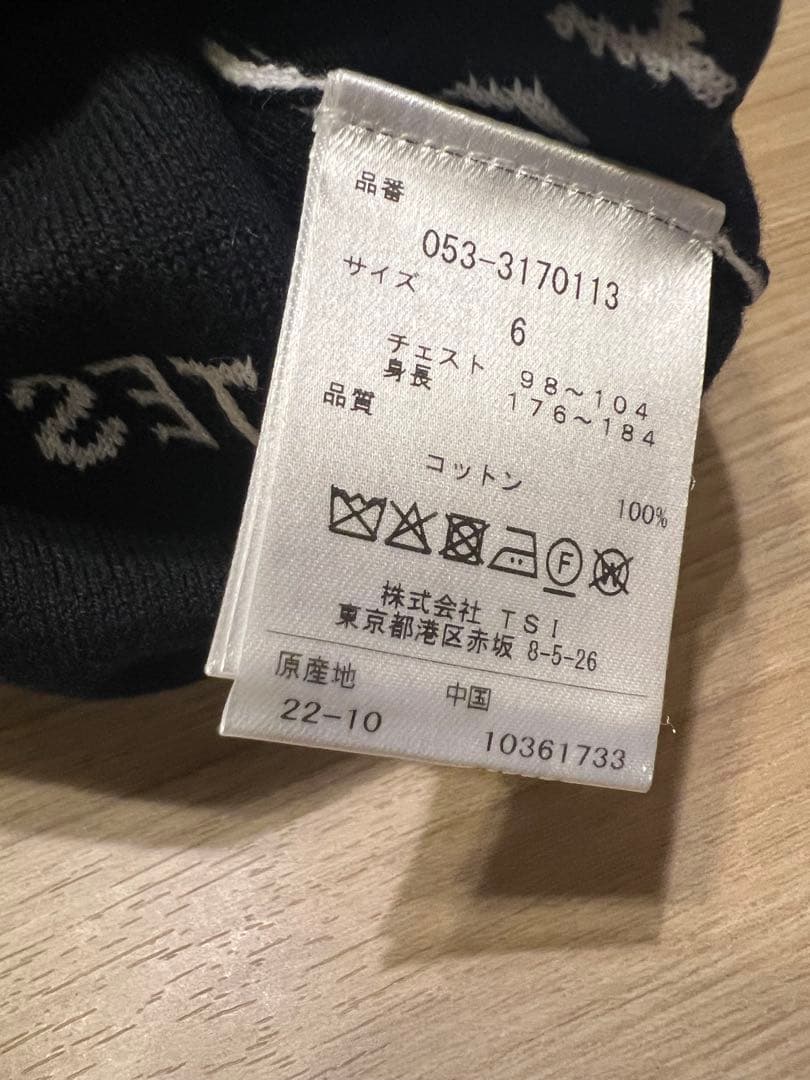 品番
053-3170113
サイズ
6
チェスト 98~104
身長 176~184
品質
コットン 100%
F W
株式会社 TSI
東京都港区赤坂 8-5-26
原産地 中国
22-10 10361733
TES